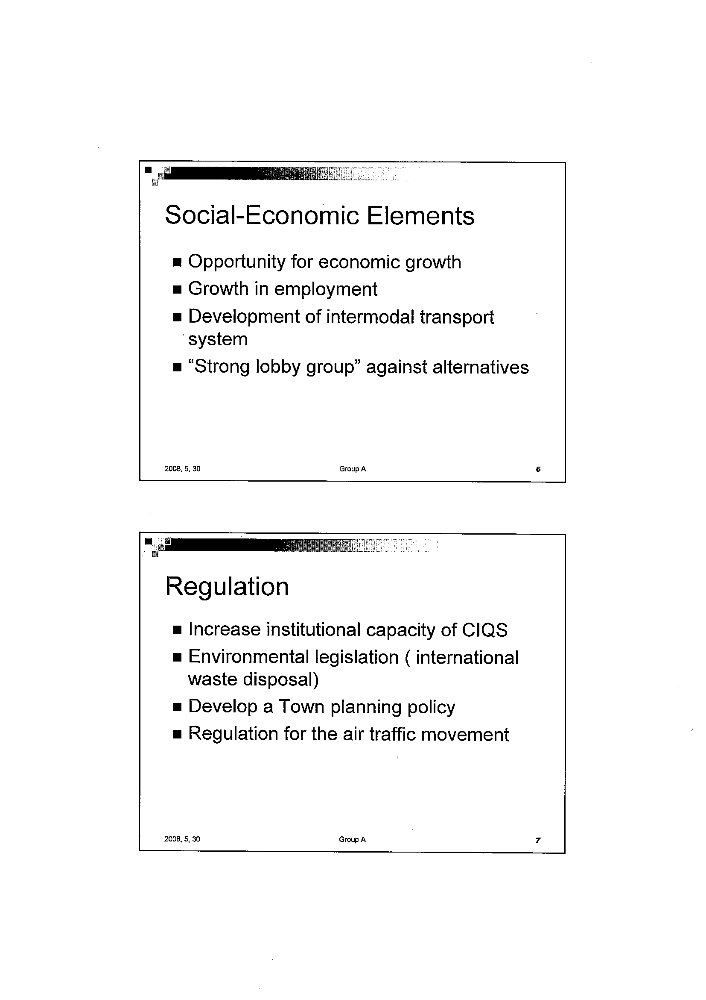 Social-Economic Elements
■ Opportunity for economic growth
■ Growth in employment
■ Development of intermodal transport
system
■ “Strong lobby group” against alternatives
2008, 5, 30 Group A 6
Regulation
■ Increase institutional capacity of CIQS
■ Environmental legislation ( international
waste disposal)
■ Develop a Town planning policy
■ Regulation for the air traffic movement
2008, 5, 30 Group A 7